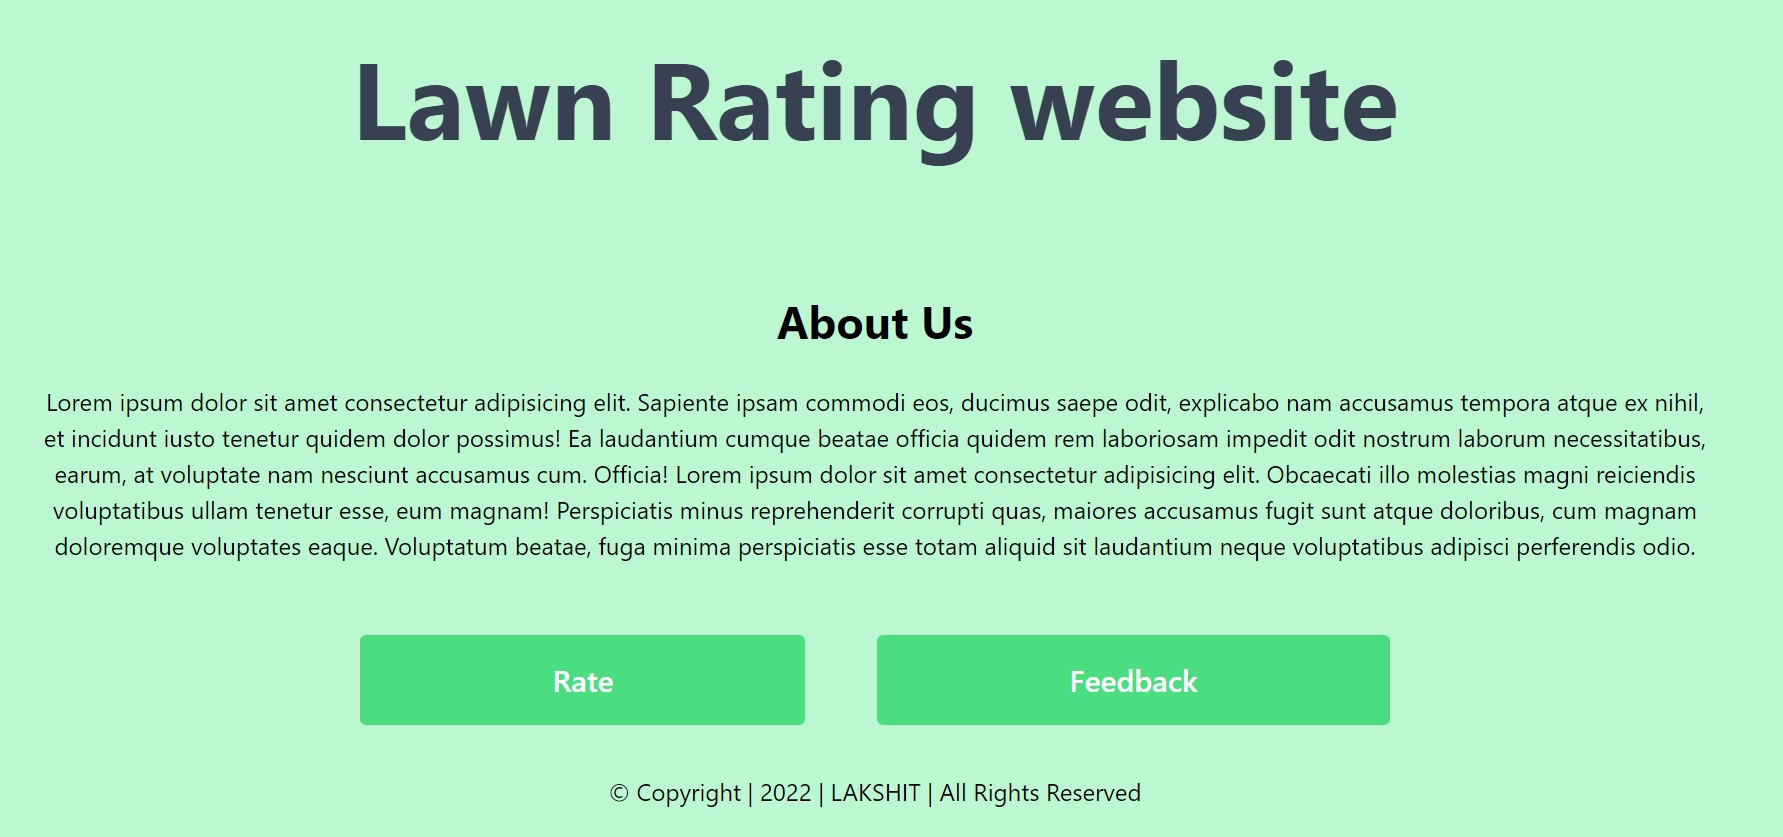 Lawn Rating website
About Us
Lorem ipsum dolor sit amet consectetur adipisicing elit. Sapiente ipsam commodi eos, ducimus saepe odit, explicabo nam accusamus tempora atque ex nihil,
et incidunt iusto tenetur quidem dolor possimus! Ea laudantium cumque beatae officia quidem rem laboriosam impedit odit nostrum laborum necessitatibus,
earum, at voluptate nam nesciunt accusamus cum. Officia! Lorem ipsum dolor sit amet consectetur adipisicing elit. Obcaecati illo molestias magni reiciendis
voluptatibus ullam tenetur esse, eum magnam! Perspiciatis minus reprehenderit corrupti quas, maiores accusamus fugit sunt atque doloribus, cum magnam
doloremque voluptates eaque. Voluptatum beatae, fuga minima perspiciatis esse totam aliquid sit laudantium neque voluptatibus adipisci perferendis odio.
Rate
Feedback
© Copyright | 2022 | LAKSHIT | All Rights Reserved